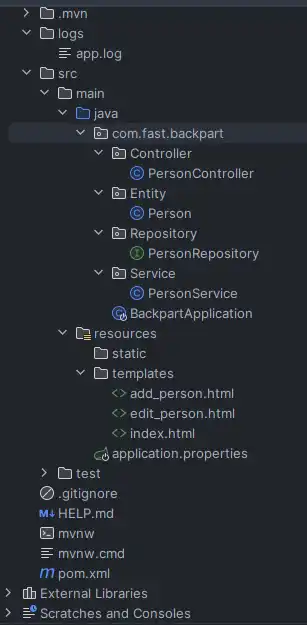 .mvn
logs
app.log
src
main
java
com.fast.backpart
Controller
C PersonController
Entity
C Person
Repository
I PersonRepository
Service
C PersonService
C BackpartApplication
resources
static
templates
<> add_person.html
<> edit_person.html
<> index.html
application.properties
test
.gitignore
M↓ HELP.md
mvnw
mvnw.cmd
m pom.xml
External Libraries
Scratches and Consoles